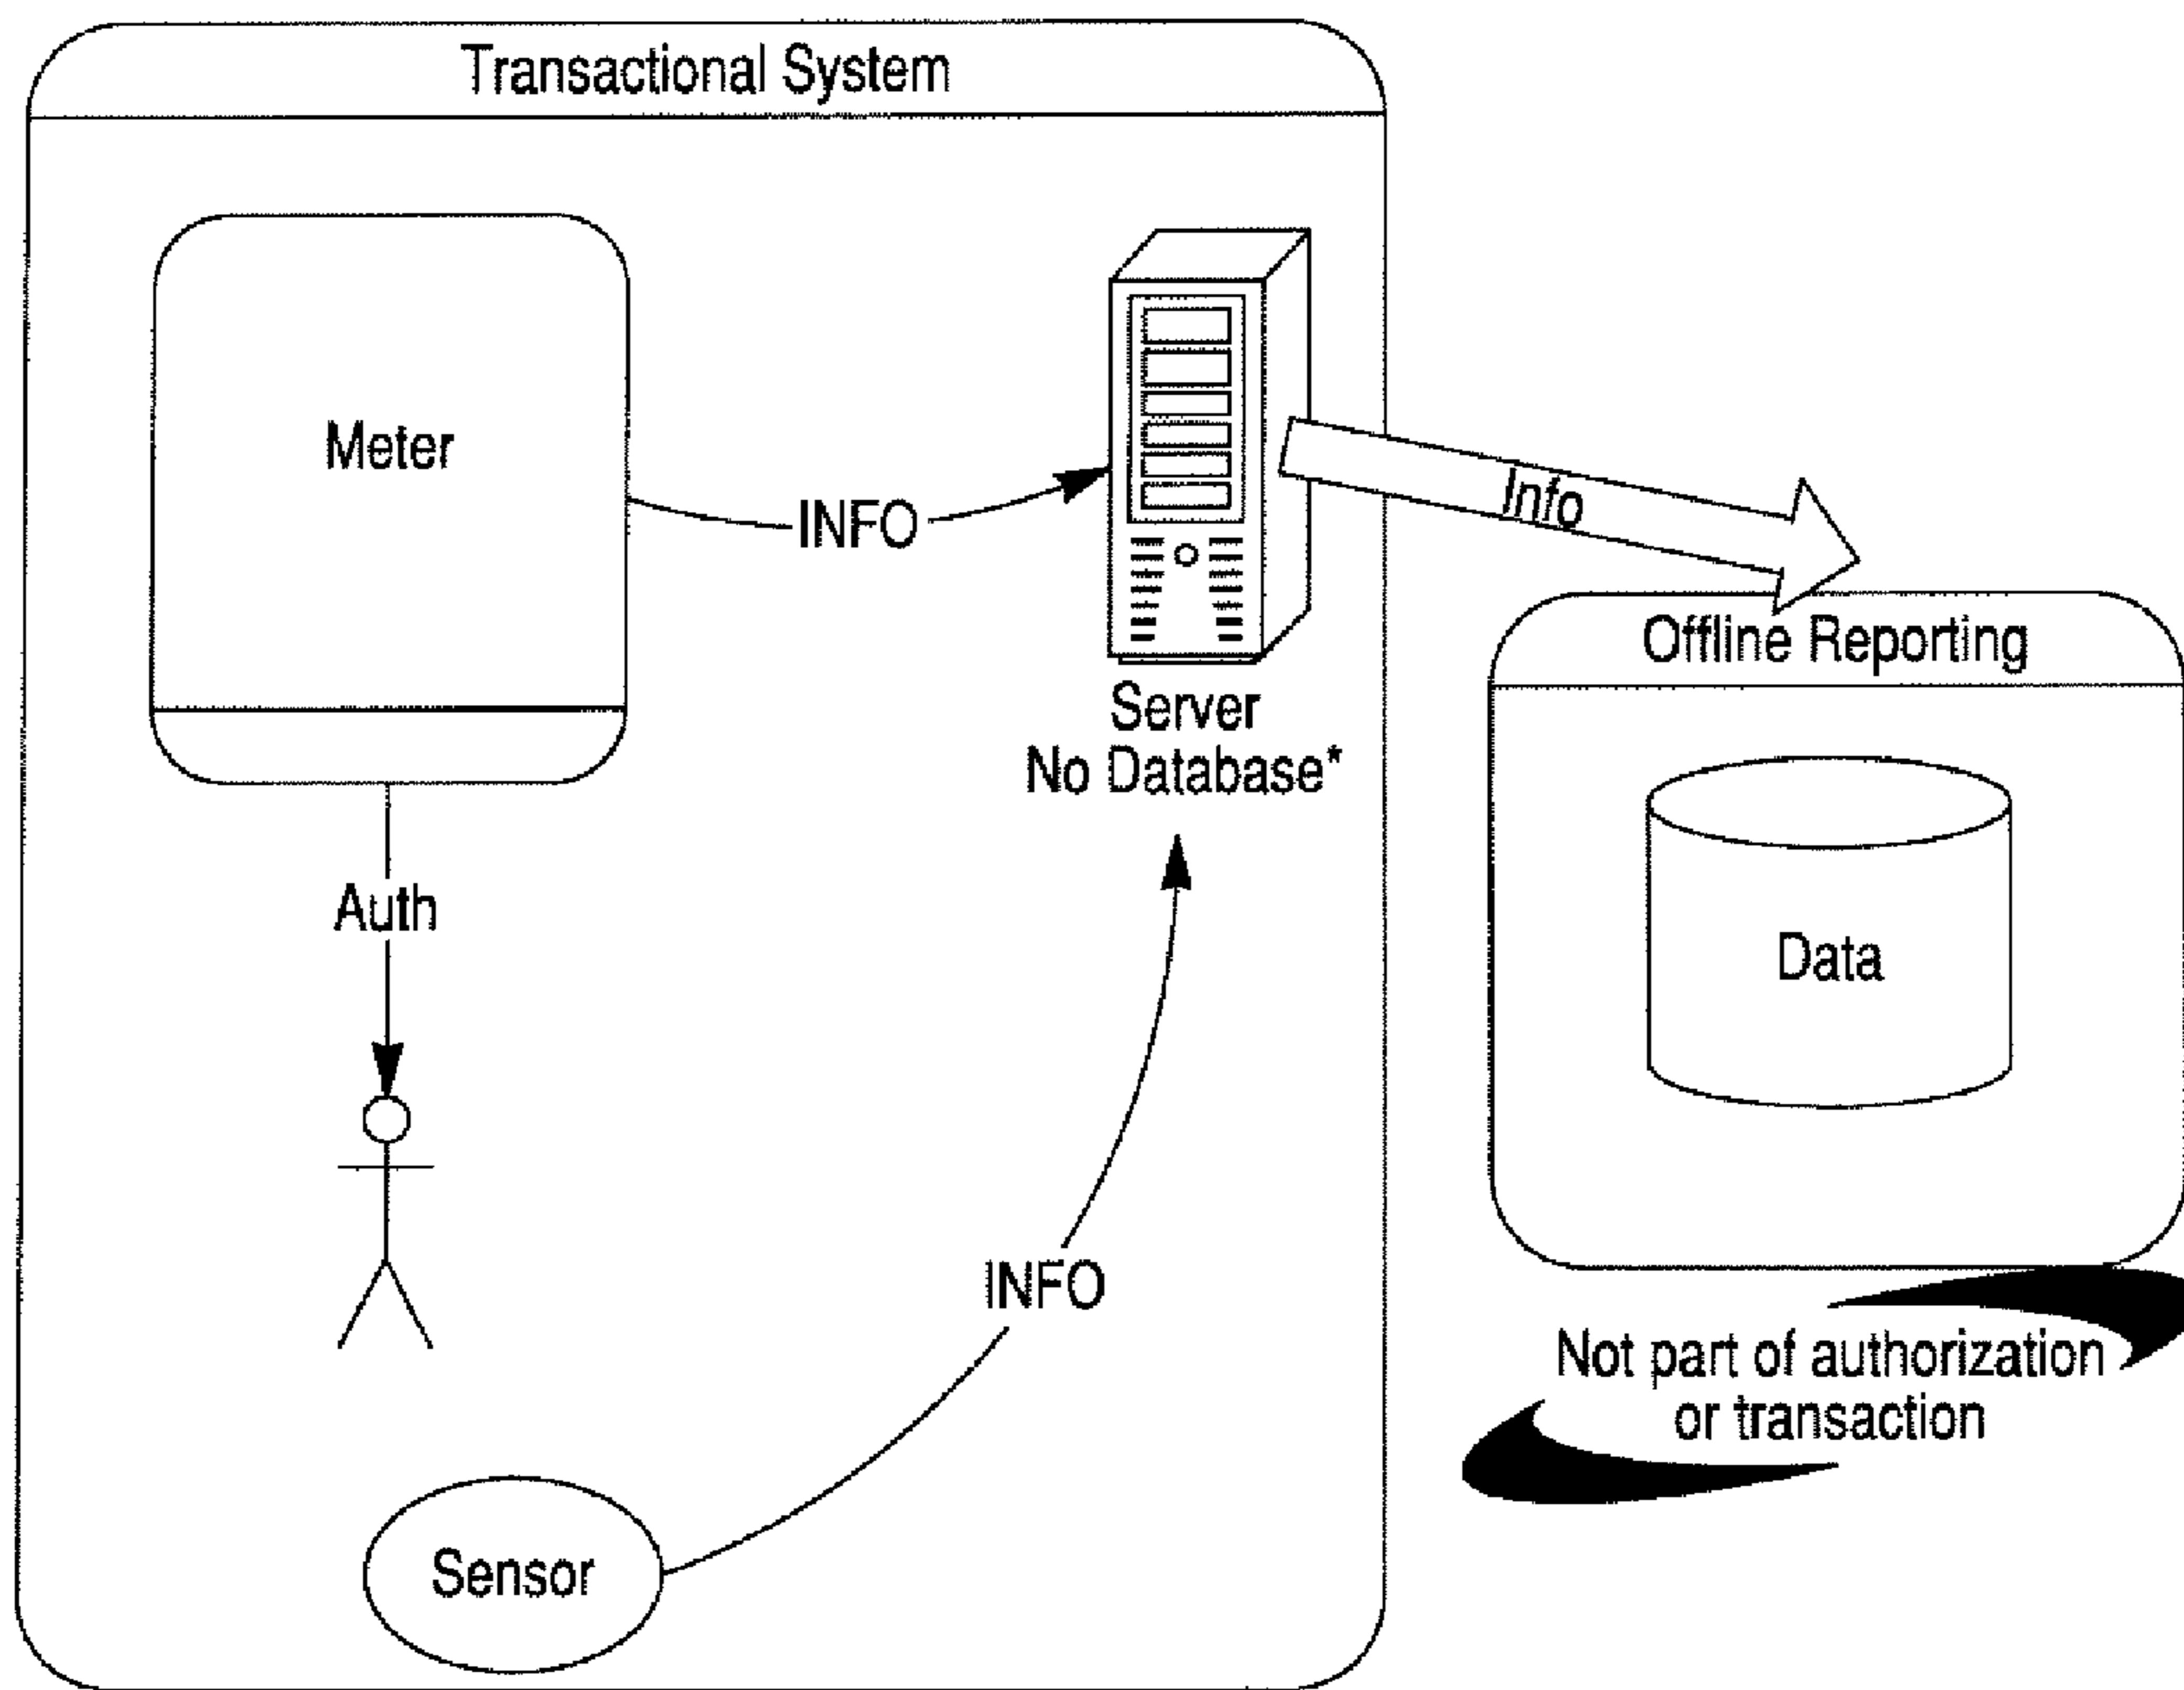 Transactional System
Meter
INFO
Info
Offline Reporting
Server
No Database*
Auth
Data
INFO
Not part of authorization
or transaction
Sensor